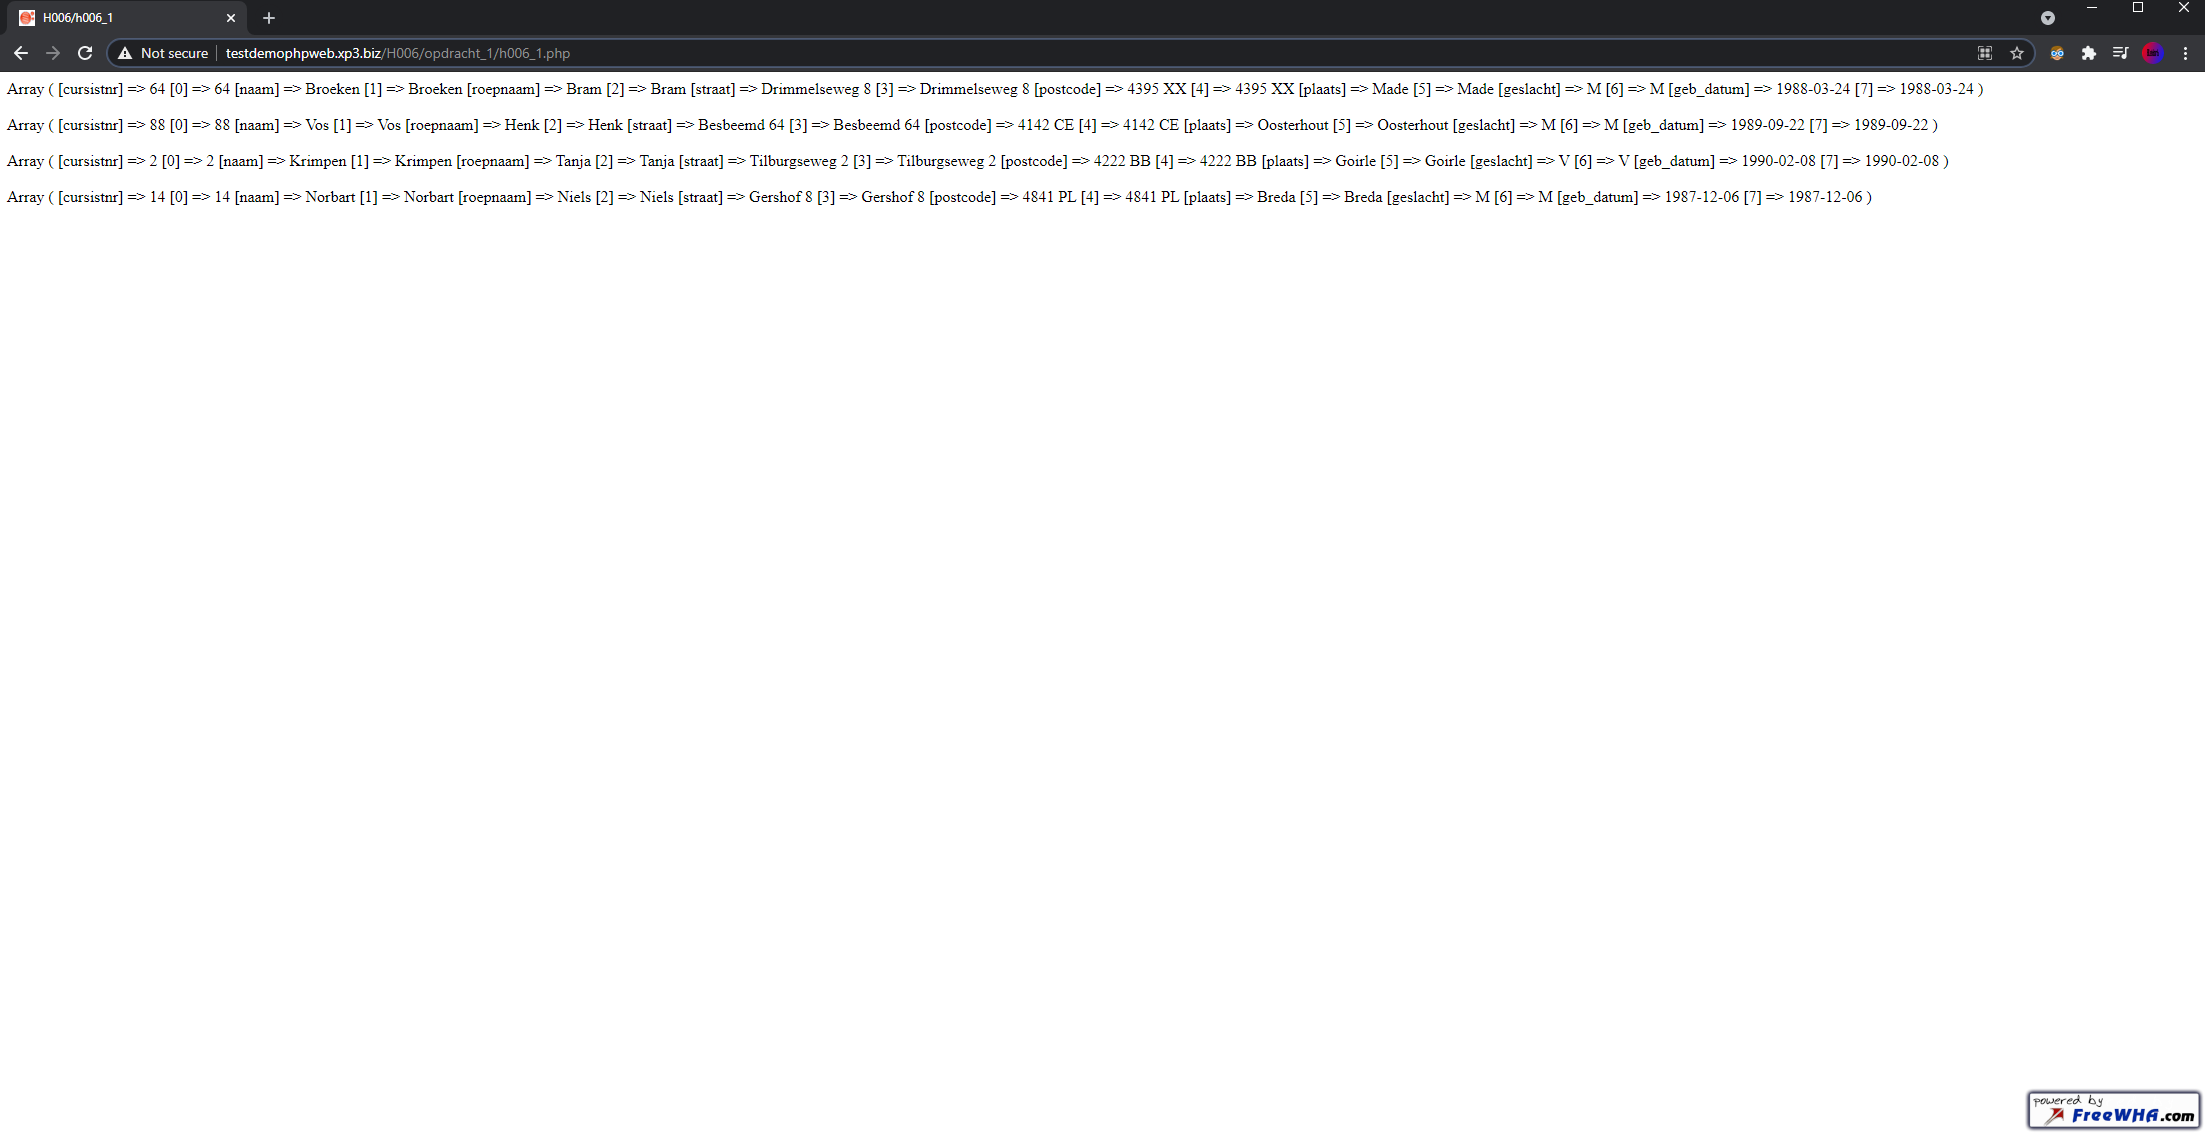 H006/h006_1
Not secure testdemophpweb.xp3.biz/H006/opdracht_1/h006_1.php
Array ( [cursistnr] => 64 [0] => 64 [naam] => Broeken [1] => Broeken [roepnaam] => Bram [2] => Bram [straat] => Drimmelseweg 8 [3] => Drimmelseweg 8 [postcode] => 4395 XX [4] => 4395 XX [plaats] => Made [5] => Made [geslacht] => M [6] => M [geb_datum] => 1988-03-24 [7] => 1988-03-24 )
Array ( [cursistnr] => 88 [0] => 88 [naam] => Vos [1] => Vos [roepnaam] => Henk [2] => Henk [straat] => Besbeemd 64 [3] => Besbeemd 64 [postcode] => 4142 CE [4] => 4142 CE [plaats] => Oosterhout [5] => Oosterhout [geslacht] => M [6] => M [geb_datum] => 1989-09-22 [7] => 1989-09-22 )
Array ( [cursistnr] => 2 [0] => 2 [naam] => Krimpen [1] => Krimpen [roepnaam] => Tanja [2] => Tanja [straat] => Tilburgseweg 2 [3] => Tilburgseweg 2 [postcode] => 4222 BB [4] => 4222 BB [plaats] => Goirle [5] => Goirle [geslacht] => V [6] => V [geb_datum] => 1990-02-08 [7] => 1990-02-08 )
Array ( [cursistnr] => 14 [0] => 14 [naam] => Norbart [1] => Norbart [roepnaam] => Niels [2] => Niels [straat] => Gershof 8 [3] => Gershof 8 [postcode] => 4841 PL [4] => 4841 PL [plaats] => Breda [5] => Breda [geslacht] => M [6] => M [geb_datum] => 1987-12-06 [7] => 1987-12-06 )
powered by
FreeWHA.com